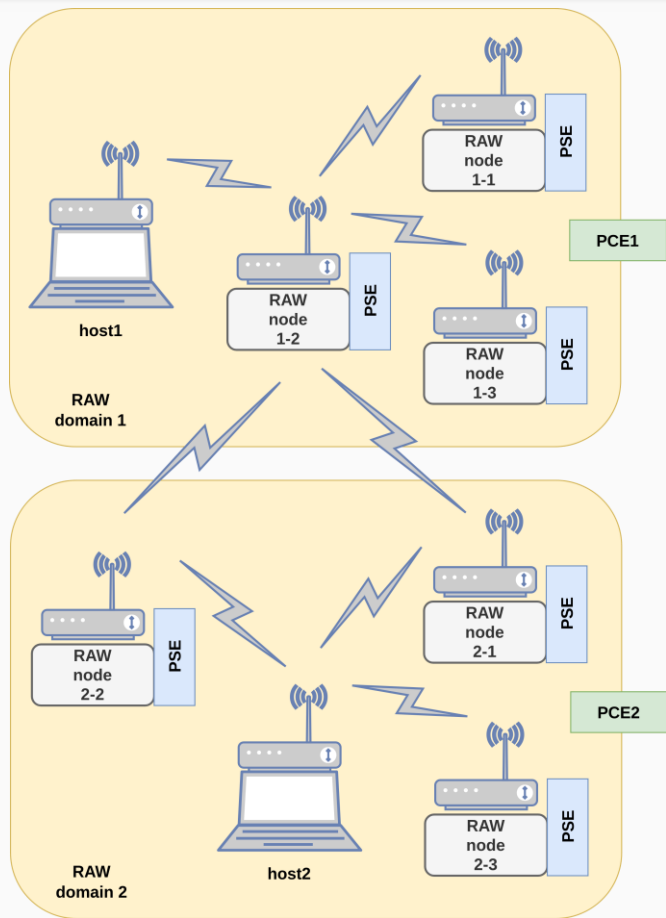 RAW
node
1-1
PSE
PCE1
host1
RAW
node
1-2
PSE
RAW
node
1-3
PSE
RAW
domain 1
RAW
node
2-1
PSE
RAW
node
2-2
PSE
PCE2
host2
RAW
node
2-3
PSE
RAW
domain 2